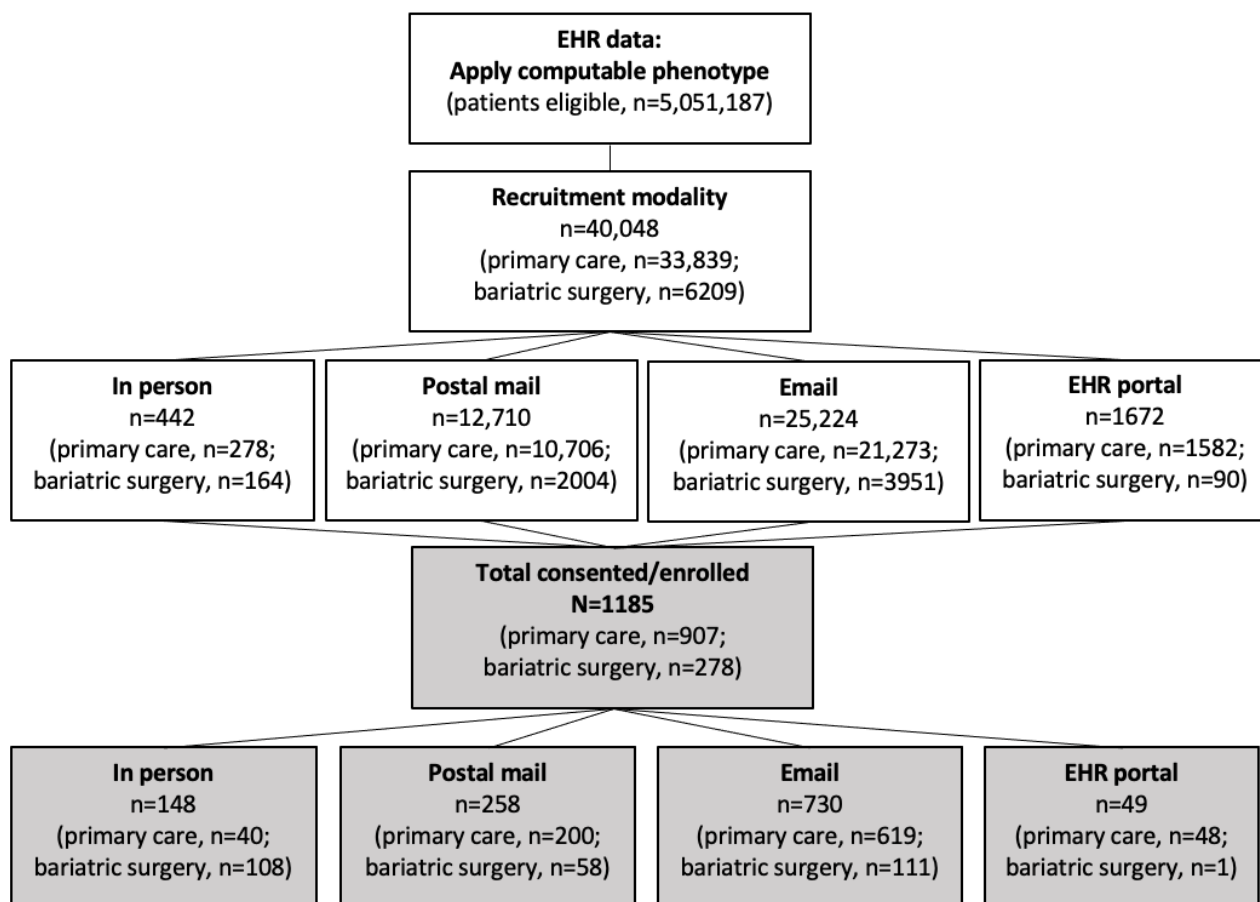 EHR data:
Apply computable phenotype
(patients eligible, n=5,051,187)
Recruitment modality
n=40,048
(primary care, n=33,839;
bariatric surgery, n=6209)
In person
n=442
(primary care, n=278;
bariatric surgery, n=164)
Postal mail
n=12,710
(primary care, n=10,706;
bariatric surgery, n=2004)
Email
n=25,224
(primary care, n=21,273;
bariatric surgery, n=3951)
EHR portal
n=1672
(primary care, n=1582;
bariatric surgery, n=90)
Total consented/enrolled
N=1185
(primary care, n=907;
bariatric surgery, n=278)
In person
n=148
(primary care, n=40;
bariatric surgery, n=108)
Postal mail
n=258
(primary care, n=200;
bariatric surgery, n=58)
Email
n=730
(primary care, n=619;
bariatric surgery, n=111)
EHR portal
n=49
(primary care, n=48;
bariatric surgery, n=1)